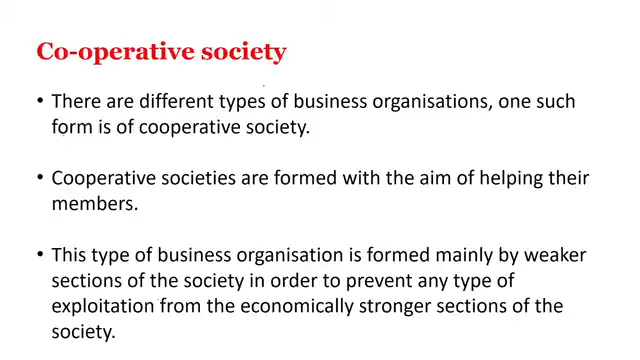 Co-operative society
• There are different types of business organisations, one such
form is of cooperative society.
• Cooperative societies are formed with the aim of helping their
members.
• This type of business organisation is formed mainly by weaker
sections of the society in order to prevent any type of
exploitation from the economically stronger sections of the
society.